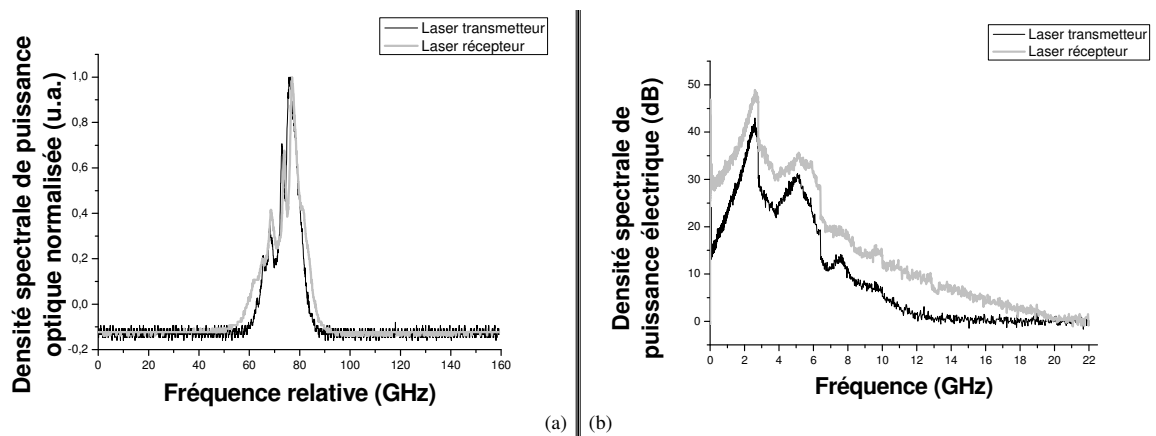 Laser transmetteur
Laser récepteur
Densité spectrale de puissance
optique normalisée (u.a.)
1,0
0,8
0,6
0,4
0,2
0,0
-0,2
0 20 40 60 80 100 120 140 160
Fréquence relative (GHz)
(a)
Laser transmetteur
Laser récepteur
Densité spectrale de
puissance électrique (dB)
50
40
30
20
10
0
0 2 4 6 8 10 12 14 16 18 20 22
Fréquence (GHz)
(b)